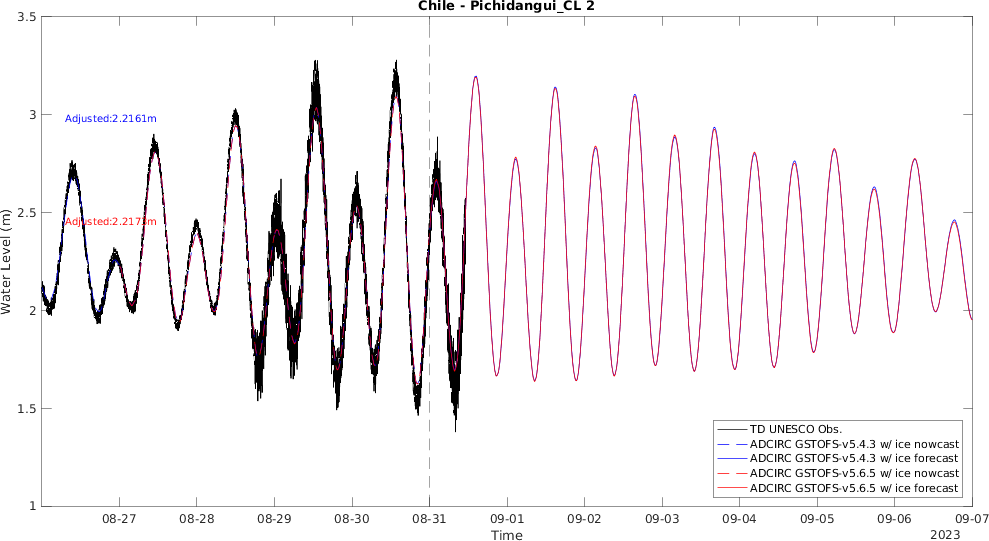 Chile - Pichidangui_CL 2
3.5
3
2.5
2
1.5
1
Water Level (m)
Adjusted:2.2161m
Adjusted:2.2173m
TD UNESCO Obs.
ADCIRC GSTOFS-v5.4.3 w/ ice nowcast
ADCIRC GSTOFS-v5.4.3 w/ ice forecast
ADCIRC GSTOFS-v5.6.5 w/ ice nowcast
ADCIRC GSTOFS-v5.6.5 w/ ice forecast
08-27 08-28 08-29 08-30 08-31 09-01 09-02 09-03 09-04 09-05 09-06 09-07
Time
2023